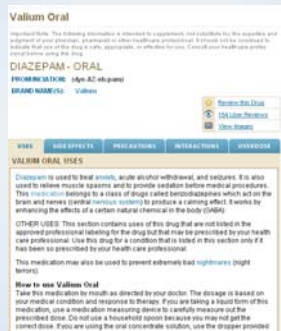 Valium Oral
Important Note: The following information is intended to supplement, not substitute for, the expertise and
judgment of your physician, pharmacist or other healthcare professional. It should not be construed to
indicate that use of the drug is safe, appropriate, or effective for you. Consult your healthcare
professional before using the drug.
DIAZEPAM - ORAL
PRONUNCIATION: (dye-AZ-eh-pam)
BRAND NAME(S): Valium
Review this Drug
154 User Reviews
View Images
USES
SIDE EFFECTS
PRECAUTIONS
INTERACTIONS
OVERDOSE
VALIUM ORAL USES
Diazepam is used to treat anxiety, acute alcohol withdrawal, and seizures. It is also
used to relieve muscle spasms and to provide sedation before medical procedures.
This medication belongs to a class of drugs called benzodiazepines which act on the
brain and nerves (central nervous system) to produce a calming effect. It works by
enhancing the effects of a certain natural chemical in the body (GABA).
OTHER USES: This section contains uses of this drug that are not listed in the
approved professional labeling for the drug but that may be prescribed by your health
care professional. Use this drug for a condition that is listed in this section only if it
has been so prescribed by your health care professional.
This medication may also be used to prevent extremely bad nightmares (night
terrors).
How to use Valium Oral
Take this medication by mouth as directed by your doctor. The dosage is based on
your medical condition and response to therapy. If you are taking a liquid form of this
medication, use a medication measuring device to carefully measure out the
prescribed dose. Do not use a household spoon because you may not get the
correct dose. If you are using the oral concentrate solution, use the dropper provided